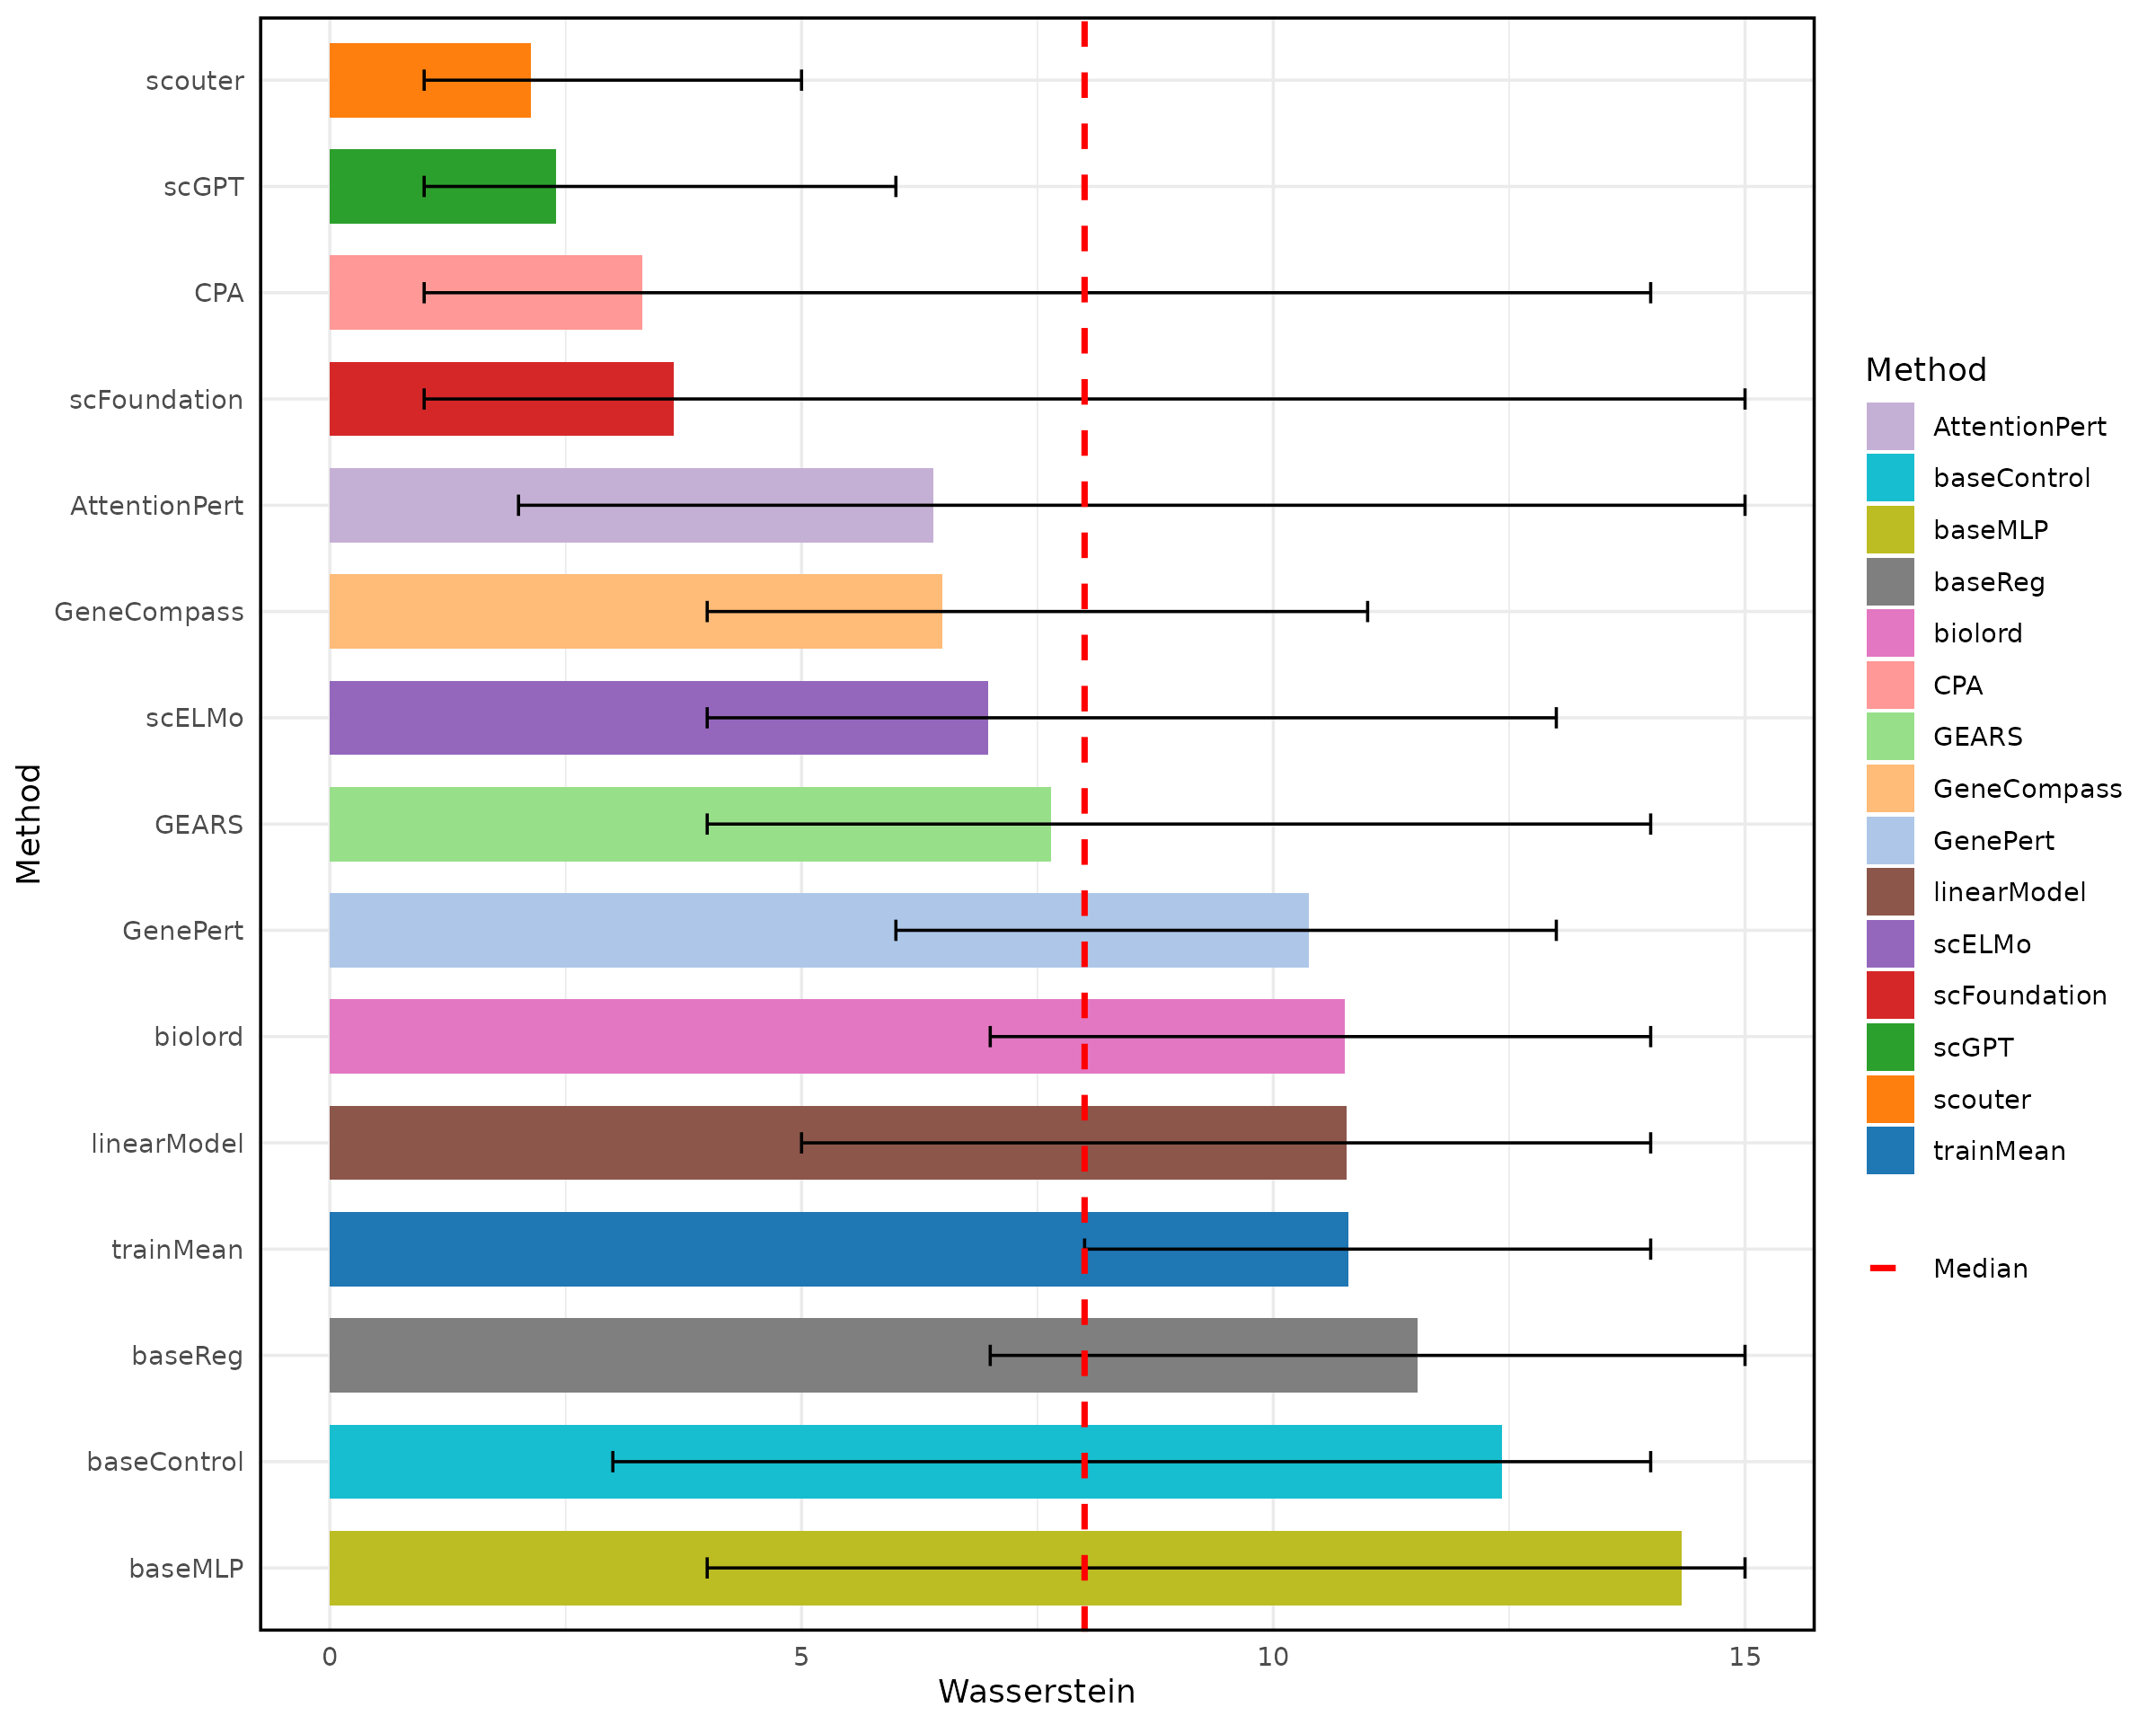 scouter
scGPT
CPA
scFoundation
AttentionPert
GeneCompass
scELMo
GEARS
GenePert
biolord
linearModel
trainMean
baseReg
baseControl
baseMLP
Method
0 5 10 15
Wasserstein
Method
AttentionPert
baseControl
baseMLP
baseReg
biolord
CPA
GEARS
GeneCompass
GenePert
linearModel
scELMo
scFoundation
scGPT
scouter
trainMean
Median